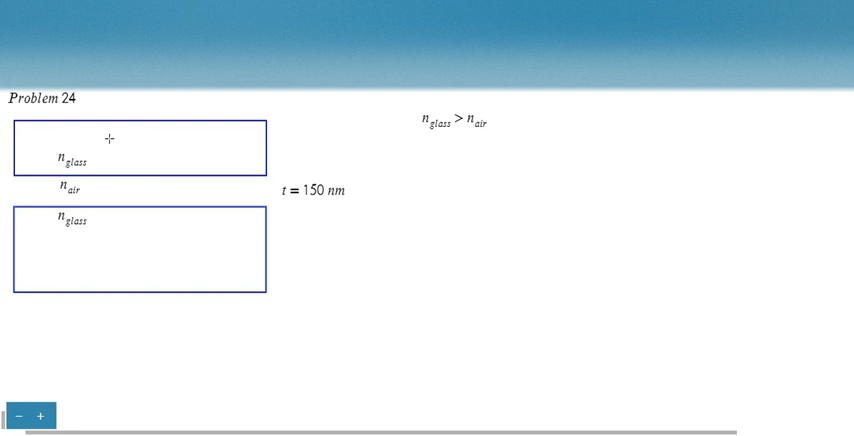 Problem 24
n_glass > n_air
n_glass
n_air
t = 150 nm
n_glass
− +